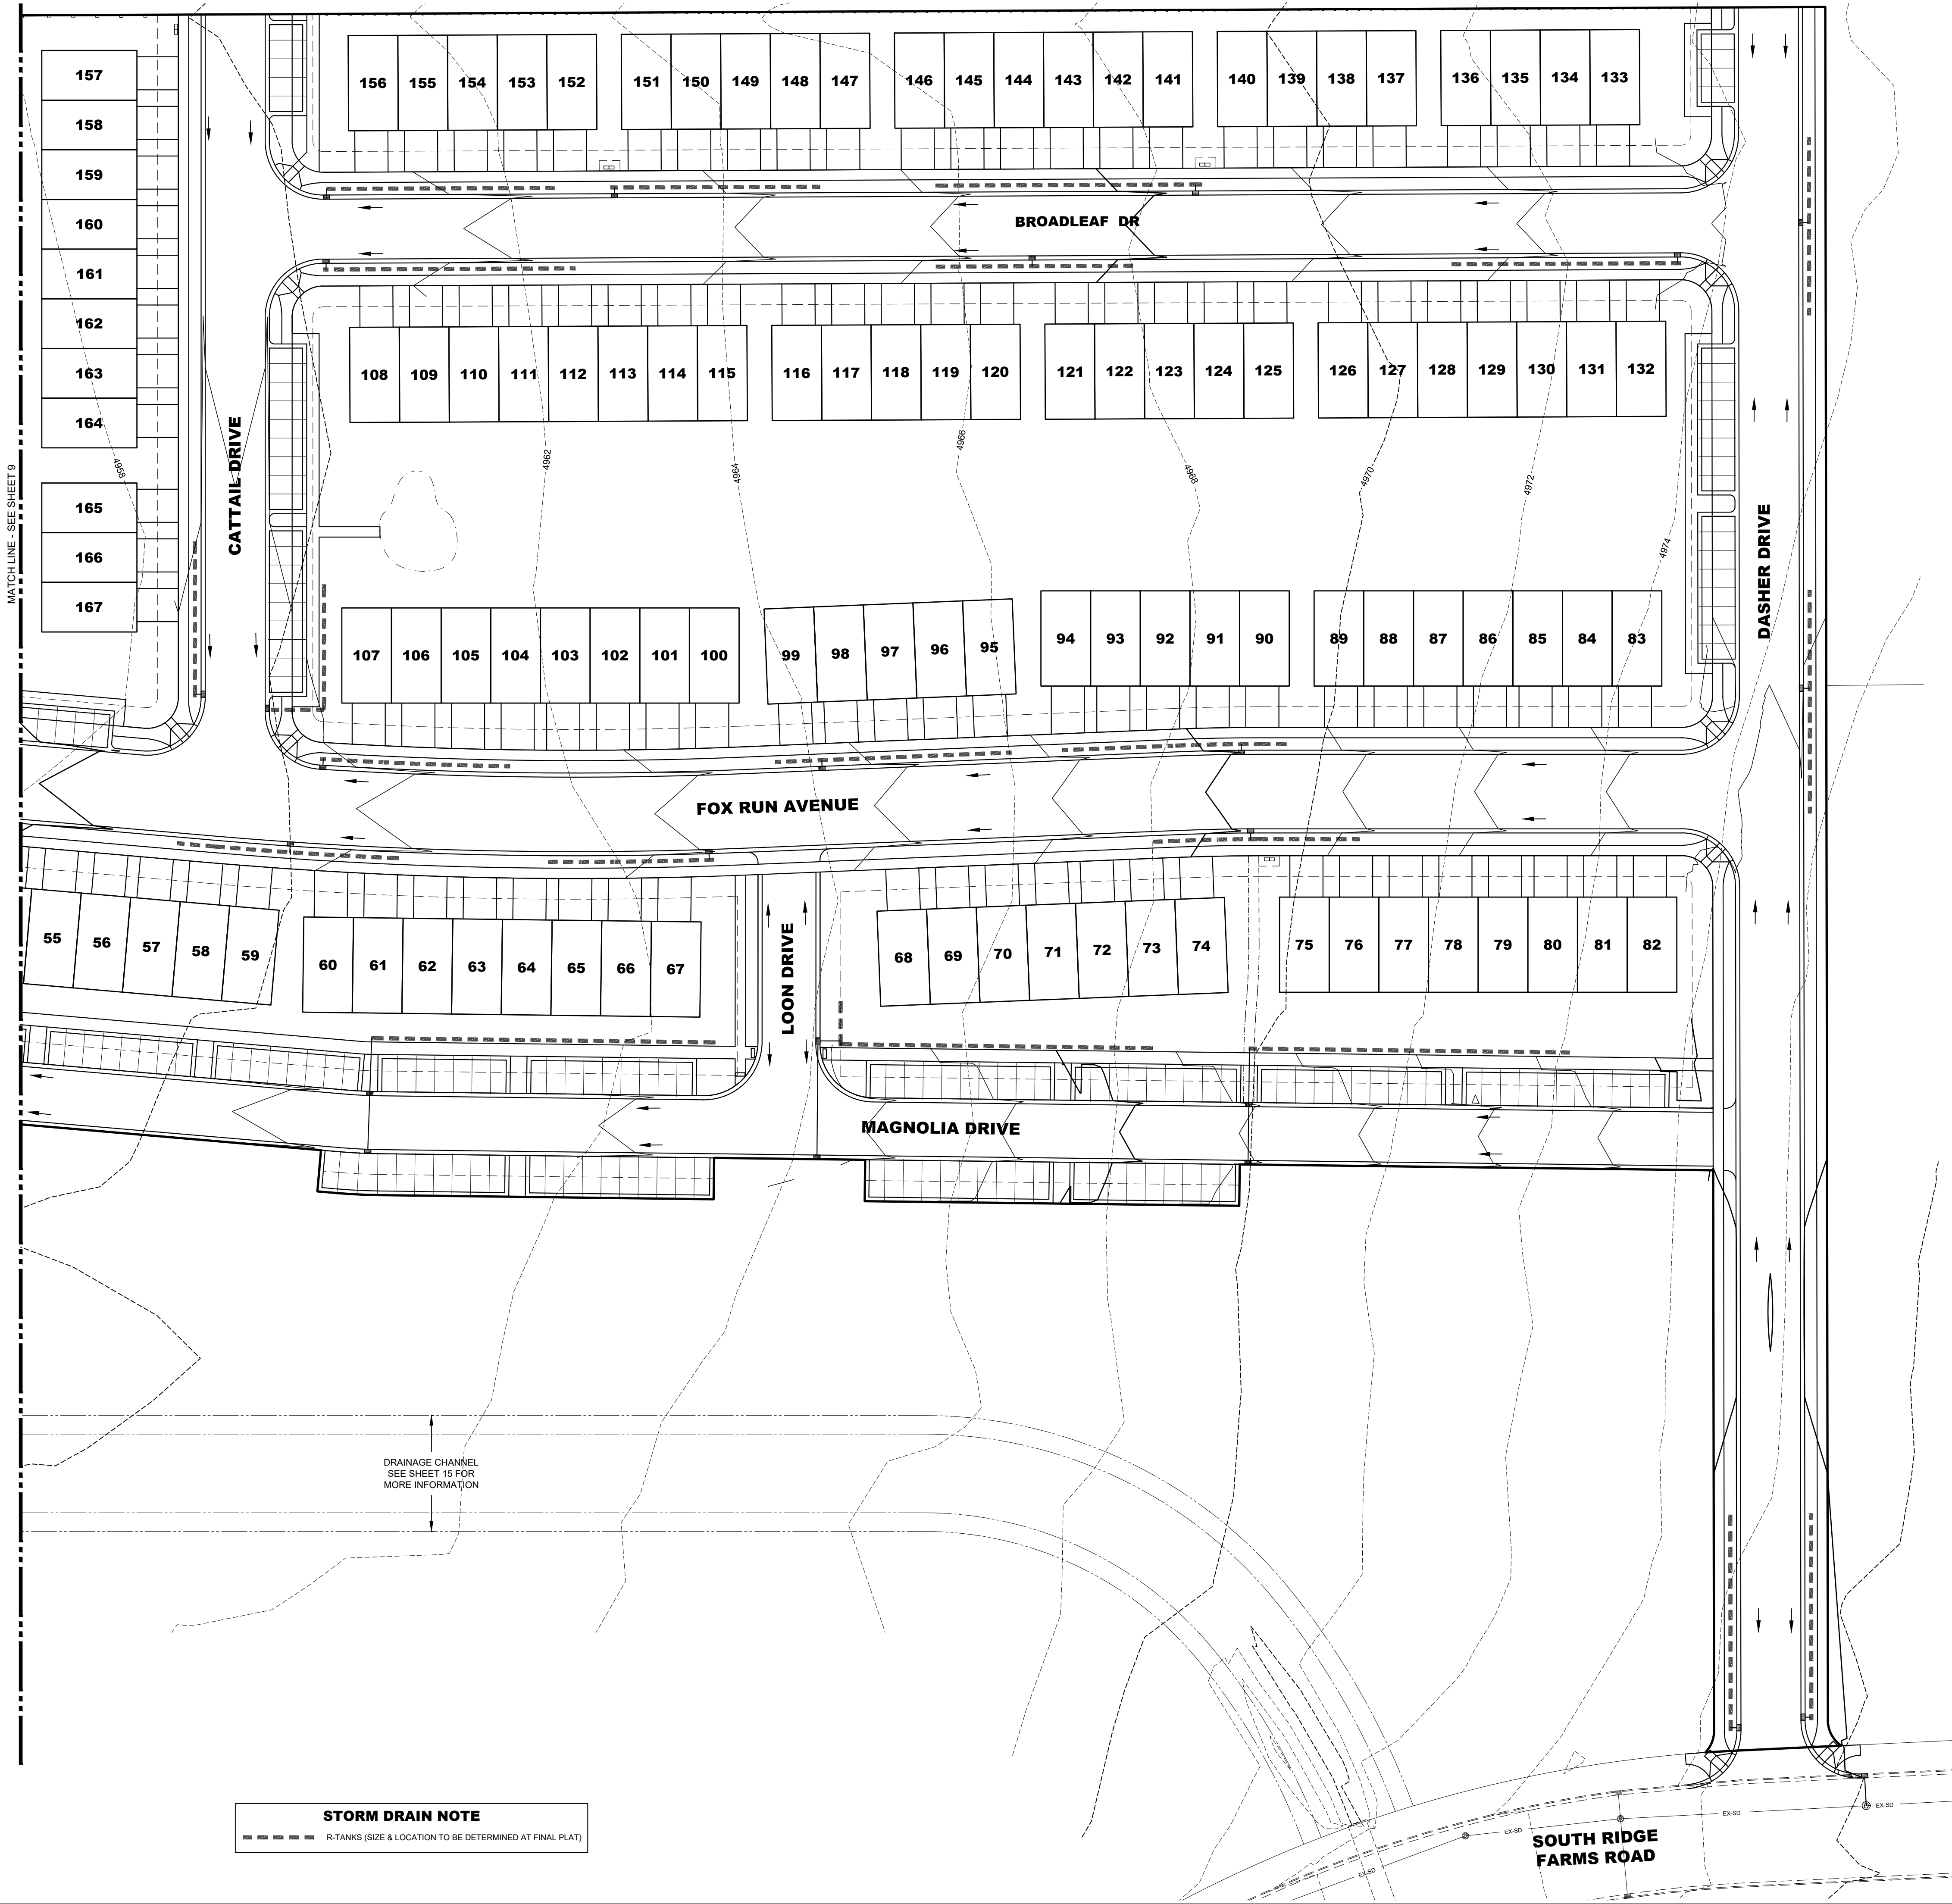 157
158
159
160
161
162
163
164
165
166
167
MATCH LINE - SEE SHEET 9
4958
CATTAIL DRIVE
156 155 154 153 152 151 150 149 148 147 146 145 144 143 142 141 140 139 138 137 136 135 134 133
BROADLEAF DR
108 109 110 111 112 113 114 115 116 117 118 119 120 121 122 123 124 125 126 127 128 129 130 131 132
4962
4964
4966
4968
4970
4972
4974
DASHER DRIVE
107 106 105 104 103 102 101 100 99 98 97 96 95 94 93 92 91 90 89 88 87 86 85 84 83
FOX RUN AVENUE
55 56 57 58 59 60 61 62 63 64 65 66 67
LOON DRIVE
68 69 70 71 72 73 74 75 76 77 78 79 80 81 82
MAGNOLIA DRIVE
DRAINAGE CHANNEL
SEE SHEET 15 FOR
MORE INFORMATION
STORM DRAIN NOTE
R-TANKS (SIZE & LOCATION TO BE DETERMINED AT FINAL PLAT)
EX-SD
EX-SD
EX-SD
EX-SD
SOUTH RIDGE
FARMS ROAD